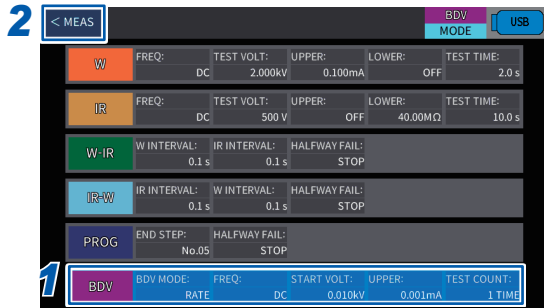 2 < MEAS BDV MODE USB
W FREQ: DC TEST VOLT: 2.000kV UPPER: 0.100mA LOWER: OFF TEST TIME: 2.0 s
IR FREQ: DC TEST VOLT: 500 V UPPER: OFF LOWER: 40.00MΩ TEST TIME: 10.0 s
W-IR W INTERVAL: 0.1 s IR INTERVAL: 0.1 s HALFWAY FAIL: STOP
IR-W IR INTERVAL: 0.1 s W INTERVAL: 0.1 s HALFWAY FAIL: STOP
PROG END STEP: No.05 HALFWAY FAIL: STOP
1 BDV BDV MODE: RATE FREQ: DC START VOLT: 0.010kV UPPER: 0.001mA TEST COUNT: 1 TIME